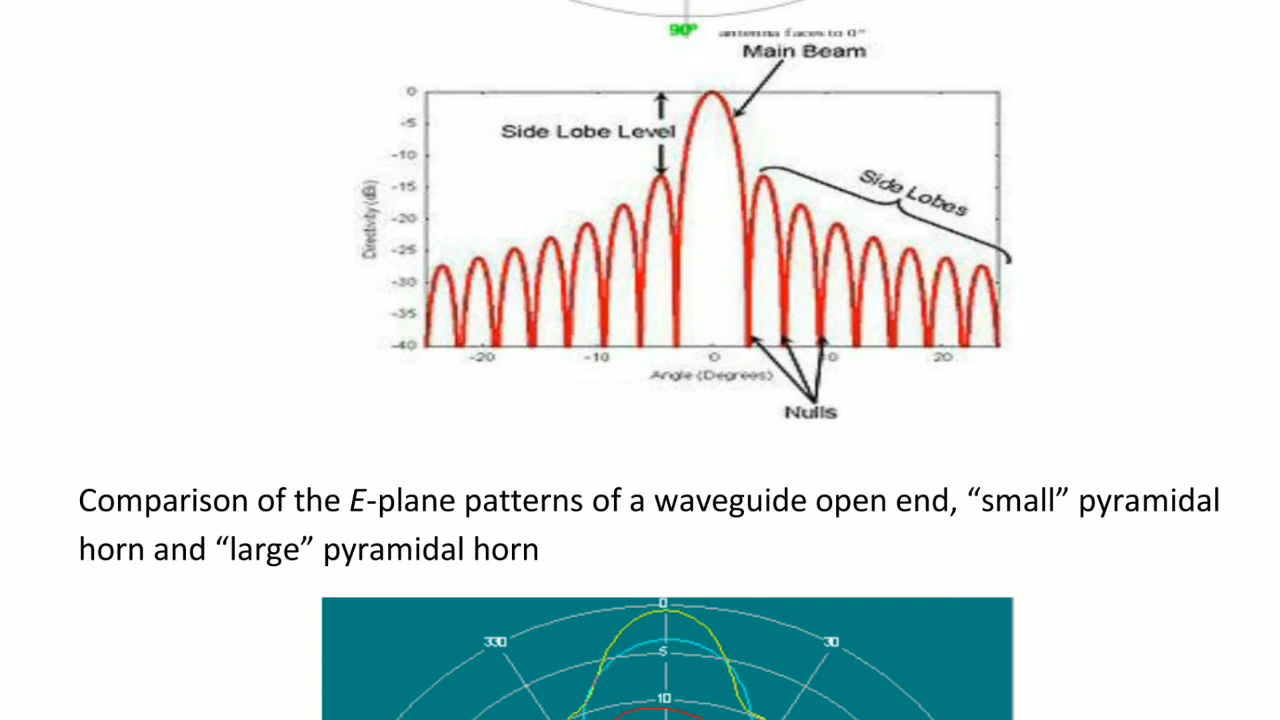 90°
antenna faces to 0°
Main Beam
0
-5
Side Lobe Level
-10
-15
Side Lobes
-20
-25
-30
-35
-40
Directivity (dBi)
-20
-10
0
20
Angle (Degrees)
Nulls
Comparison of the E-plane patterns of a waveguide open end, “small” pyramidal
horn and “large” pyramidal horn
0
330
30
5
10